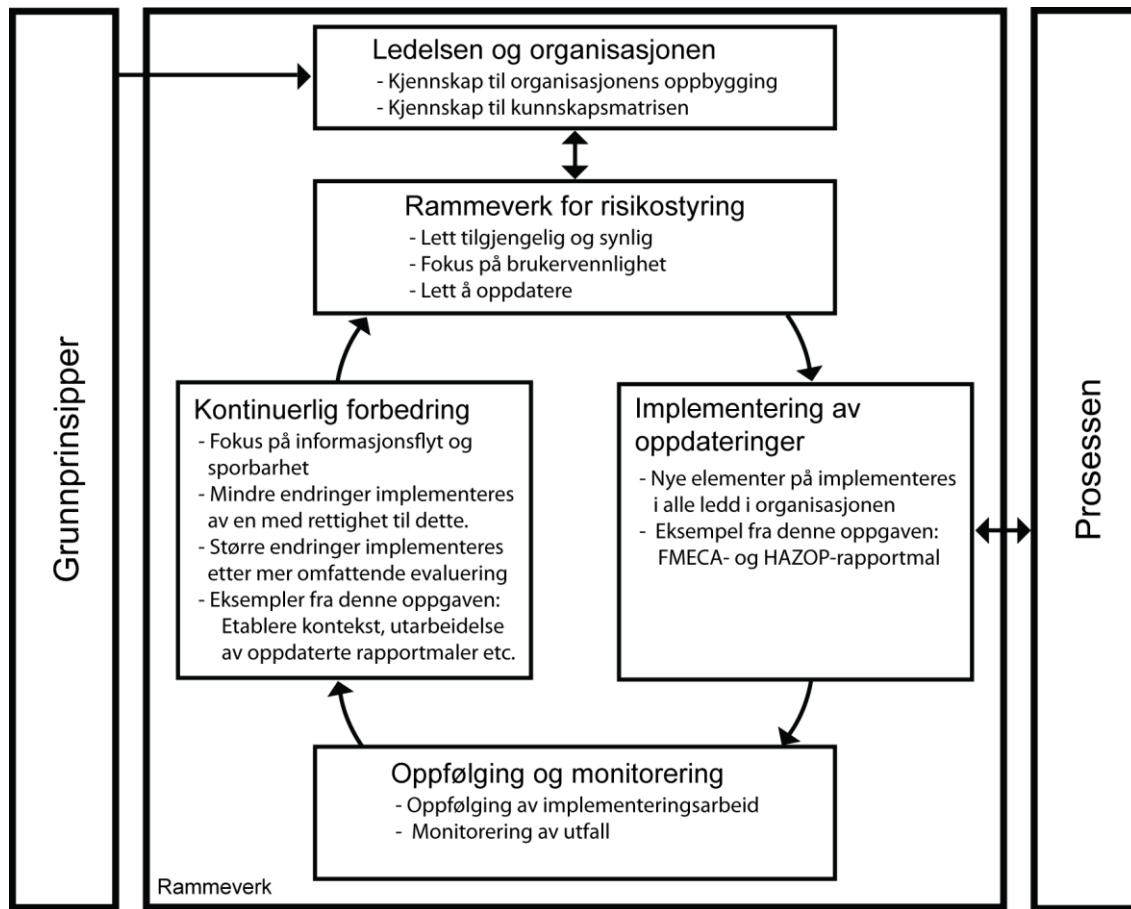 Grunnprinsipper
Ledelsen og organisasjonen
- Kjennskap til organisasjonens oppbygging
- Kjennskap til kunnskapsmatrisen
Rammeverk for risikostyring
- Lett tilgjengelig og synlig
- Fokus på brukervennlighet
- Lett å oppdatere
Kontinuerlig forbedring
- Fokus på informasjonsflyt og
sporbarhet
- Mindre endringer implementeres
av en med rettighet til dette.
- Større endringer implementeres
etter mer omfattende evaluering
- Eksempler fra denne oppgaven:
Etablere kontekst, utarbeidelse
av oppdaterte rapportmaler etc.
Implementering av
oppdateringer
- Nye elementer på implementeres
i alle ledd i organisasjonen
- Eksempel fra denne oppgaven:
FMECA- og HAZOP-rapportmal
Oppfølging og monitorering
- Oppfølging av implementeringsarbeid
- Monitorering av utfall
Rammeverk
Prosessen